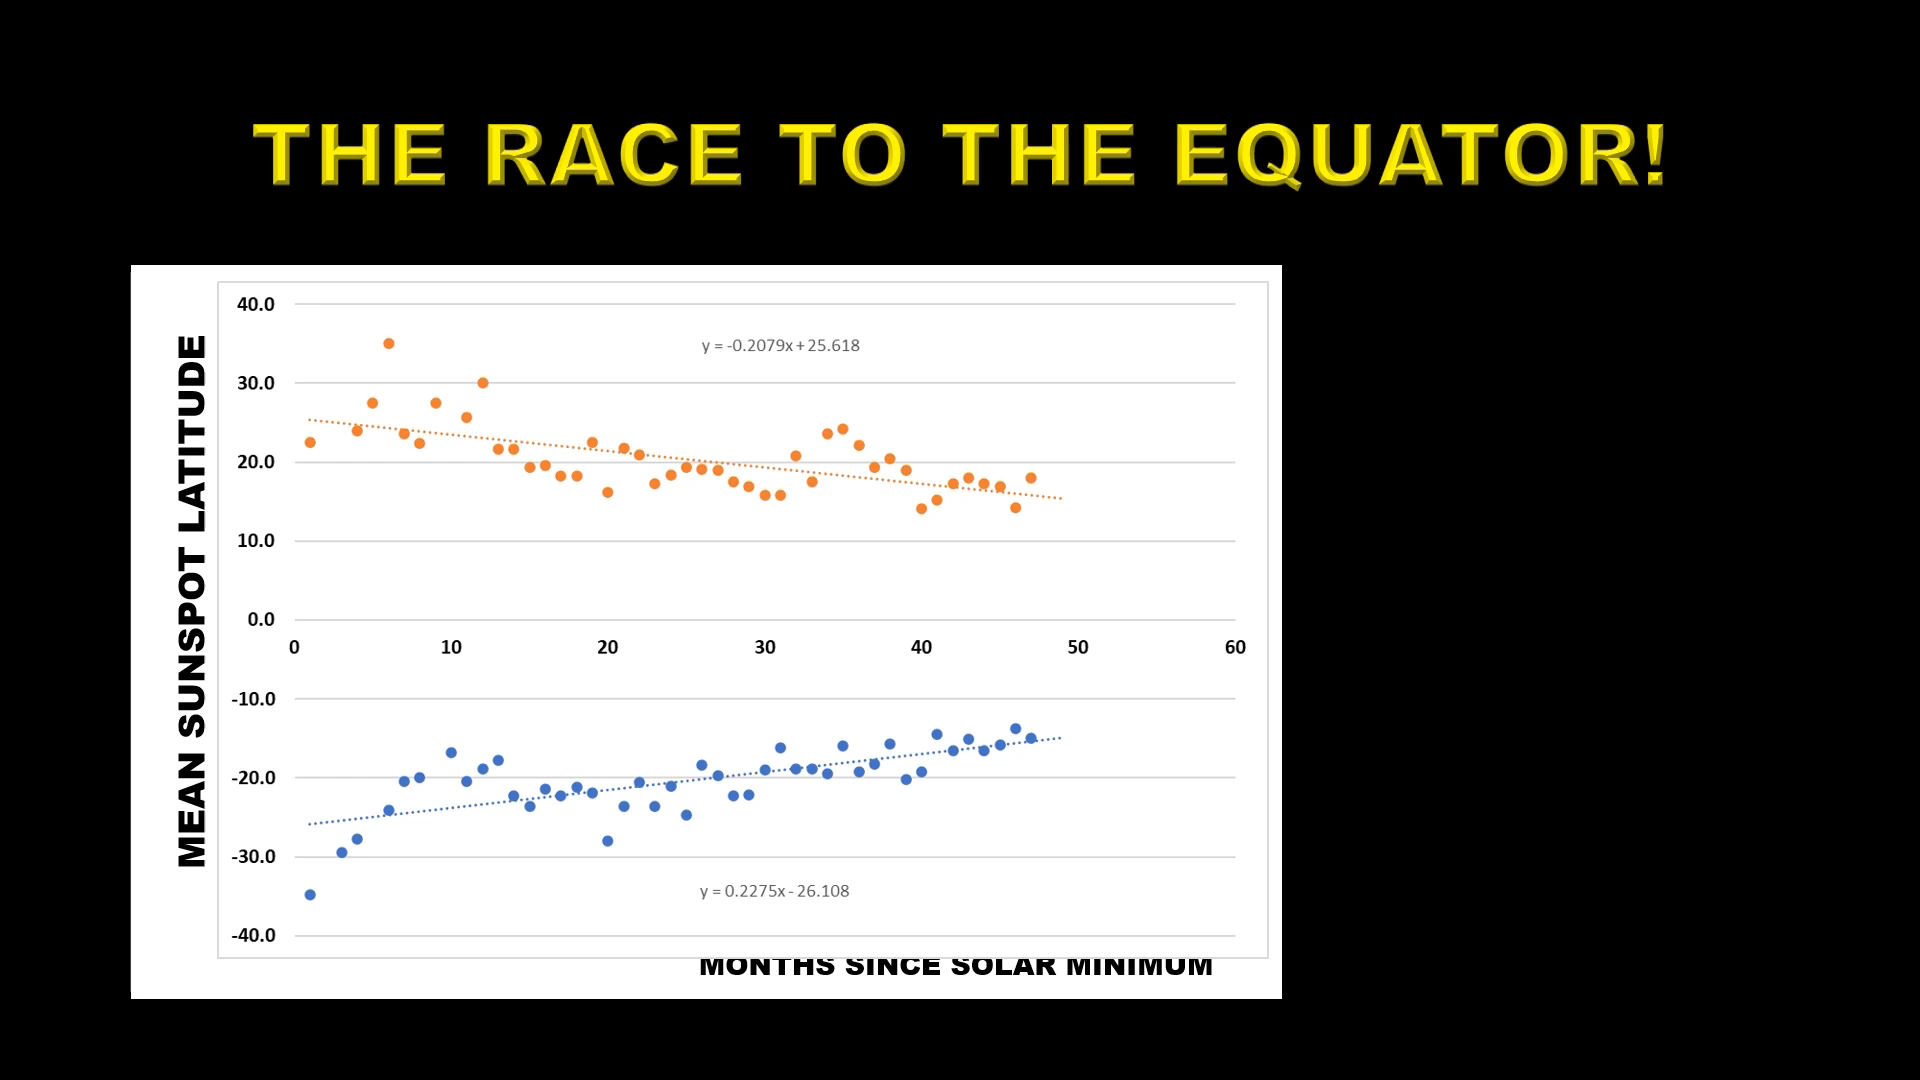 THE RACE TO THE EQUATOR!
MEAN SUNSPOT LATITUDE
40.0
y = -0.2079x + 25.618
30.0
20.0
10.0
0.0
0 10 20 30 40 50 60
-10.0
-20.0
-30.0
y = 0.2275x - 26.108
-40.0
MONTHS SINCE SOLAR MINIMUM